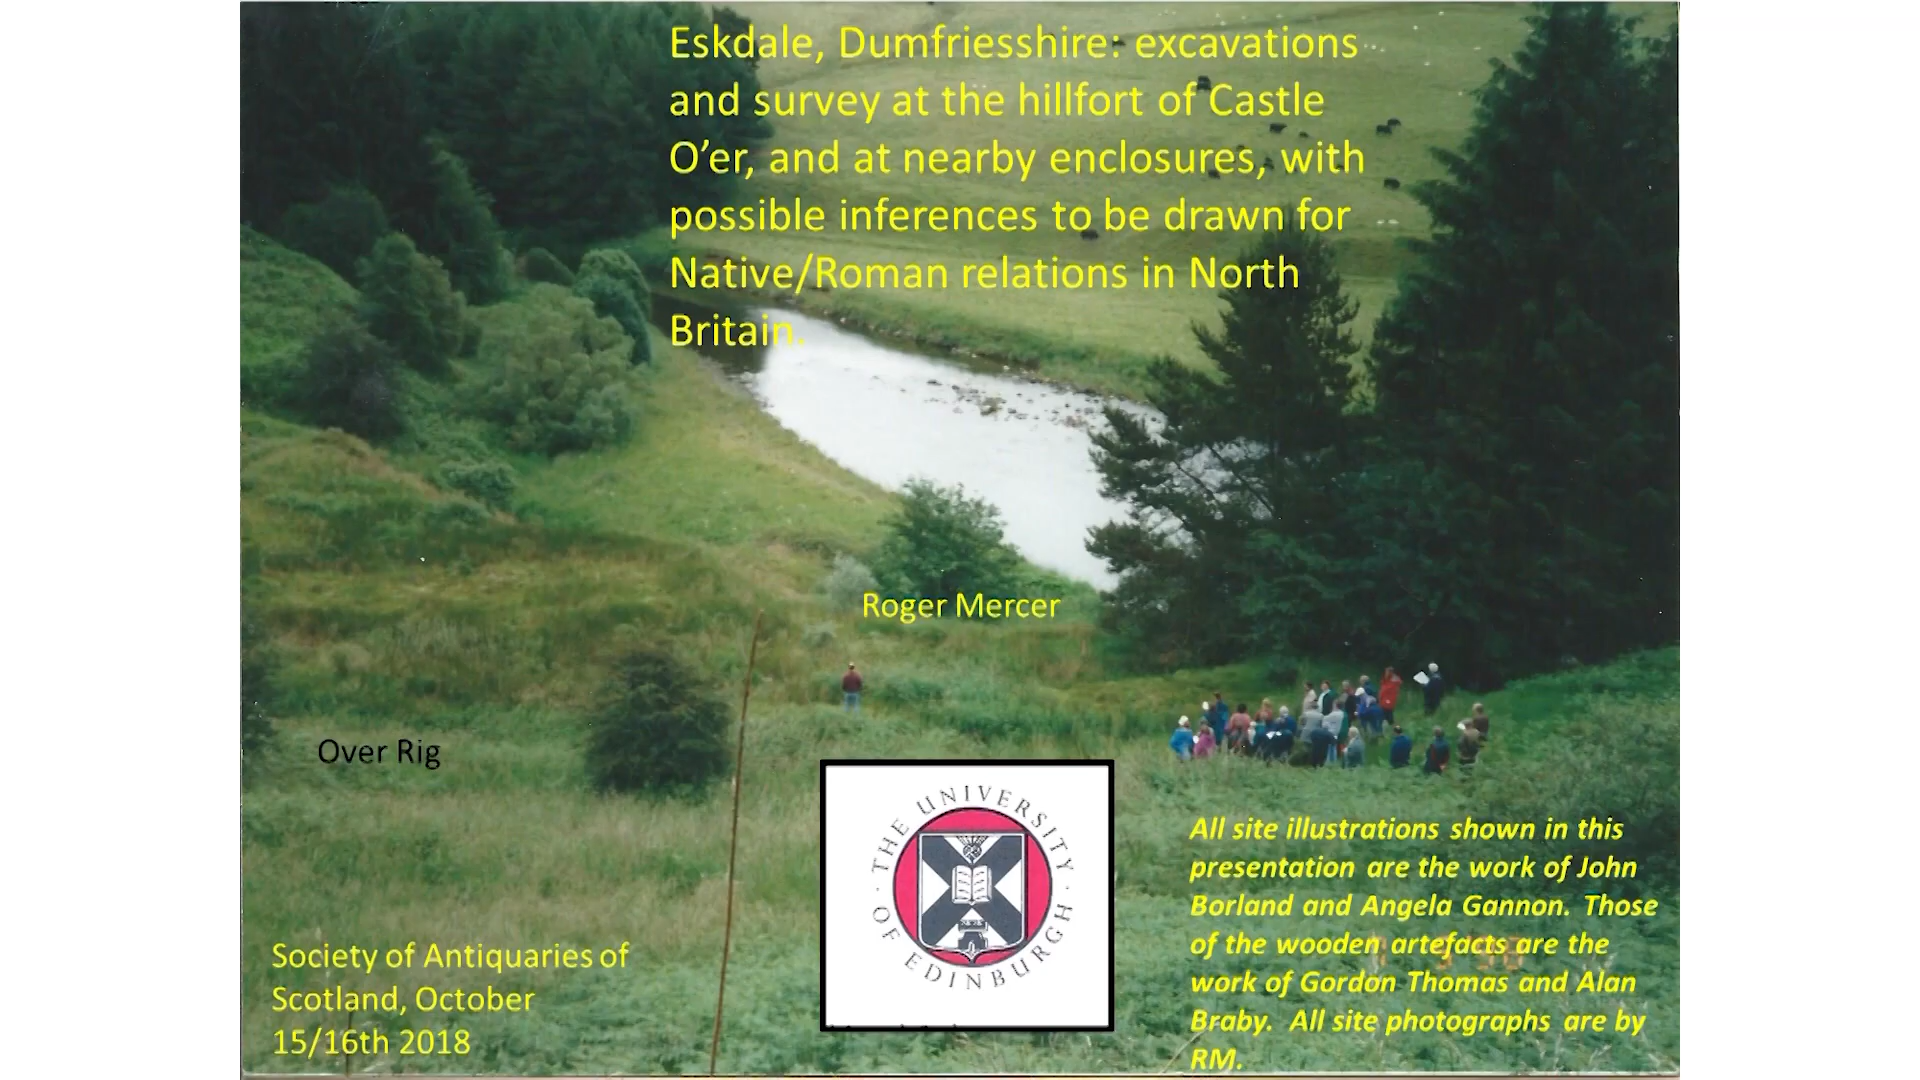 Eskdale, Dumfriesshire: excavations
and survey at the hillfort of Castle
O’er, and at nearby enclosures, with
possible inferences to be drawn for
Native/Roman relations in North
Britain.
Roger Mercer
Over Rig
THE UNIVERSITY
OF EDINBURGH
Society of Antiquaries of
Scotland, October
15/16th 2018
All site illustrations shown in this
presentation are the work of John
Borland and Angela Gannon. Those
of the wooden artefacts are the
work of Gordon Thomas and Alan
Braby. All site photographs are by
RM.